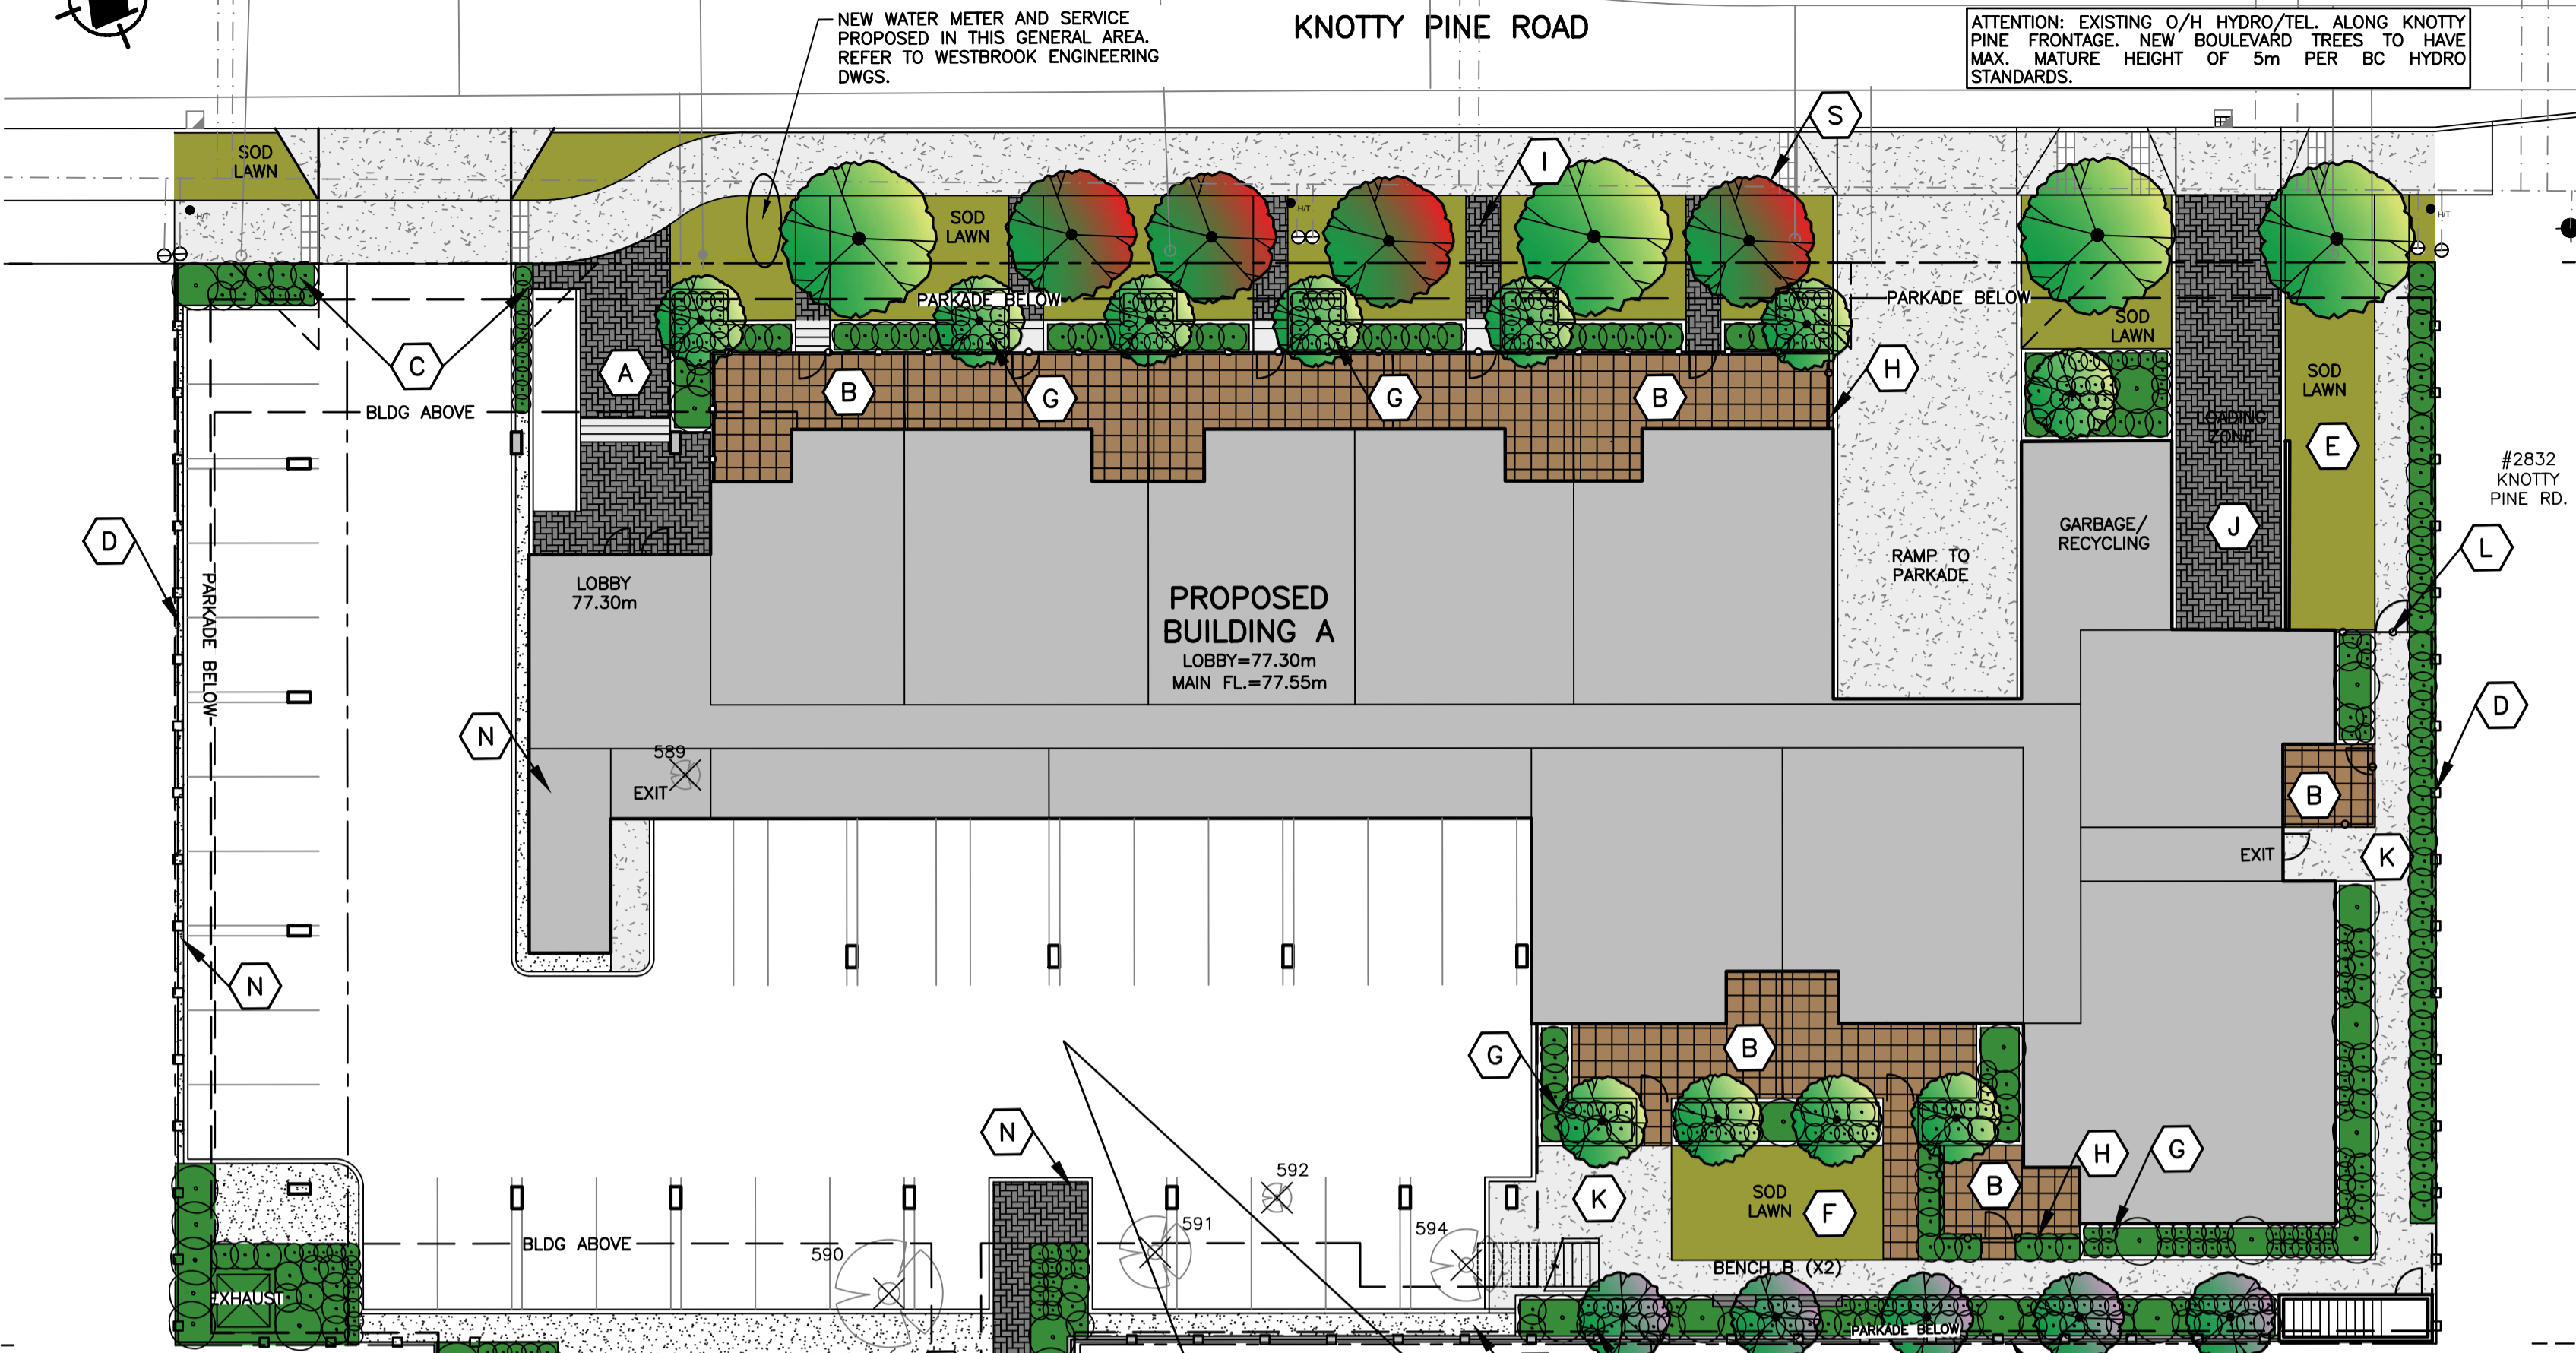 NEW WATER METER AND SERVICE
PROPOSED IN THIS GENERAL AREA.
REFER TO WESTBROOK ENGINEERING
DWGS.
KNOTTY PINE ROAD
ATTENTION: EXISTING O/H HYDRO/TEL. ALONG KNOTTY
PINE FRONTAGE. NEW BOULEVARD TREES TO HAVE
MAX. MATURE HEIGHT OF 5m PER BC HYDRO
STANDARDS.
S
I
SOD
LAWN
SOD
LAWN
H/T
H/T
H/T
PARKADE BELOW
PARKADE BELOW
SOD
LAWN
C
A
B
G
G
B
H
SOD
LAWN
BLDG ABOVE
LOADING
ZONE
E
#2832
KNOTTY
PINE RD.
D
J
L
GARBAGE/
RECYCLING
RAMP TO
PARKADE
LOBBY
77.30m
PROPOSED
BUILDING A
LOBBY=77.30m
MAIN FL.=77.55m
PARKADE BELOW
N
D
589
EXIT
B
EXIT
K
N
G
B
N
592
591
590
594
K
SOD
LAWN
F
B
H
G
BLDG ABOVE
BENCH B (X2)
EXHAUST
PARKADE BELOW